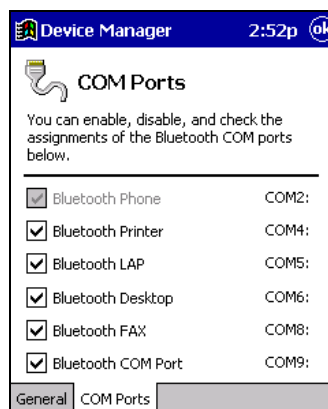 Device Manager 2:52p ok
COM Ports
You can enable, disable, and check the
assignments of the Bluetooth COM ports
below.
Bluetooth Phone COM2:
Bluetooth Printer COM4:
Bluetooth LAP COM5:
Bluetooth Desktop COM6:
Bluetooth FAX COM8:
Bluetooth COM Port COM9:
General COM Ports